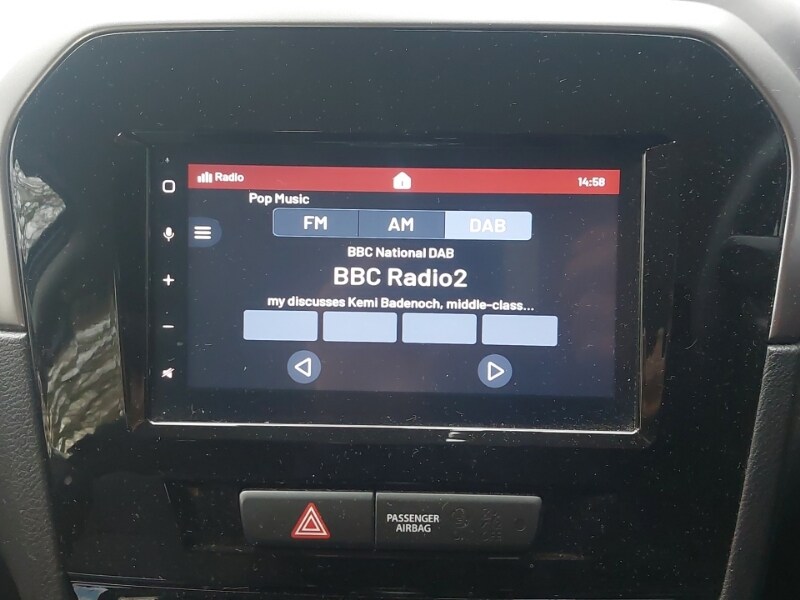 Radio
14:58
Pop Music
FM AM DAB
BBC National DAB
BBC Radio2
my discusses Kemi Badenoch, middle-class...
PASSENGER
AIRBAG